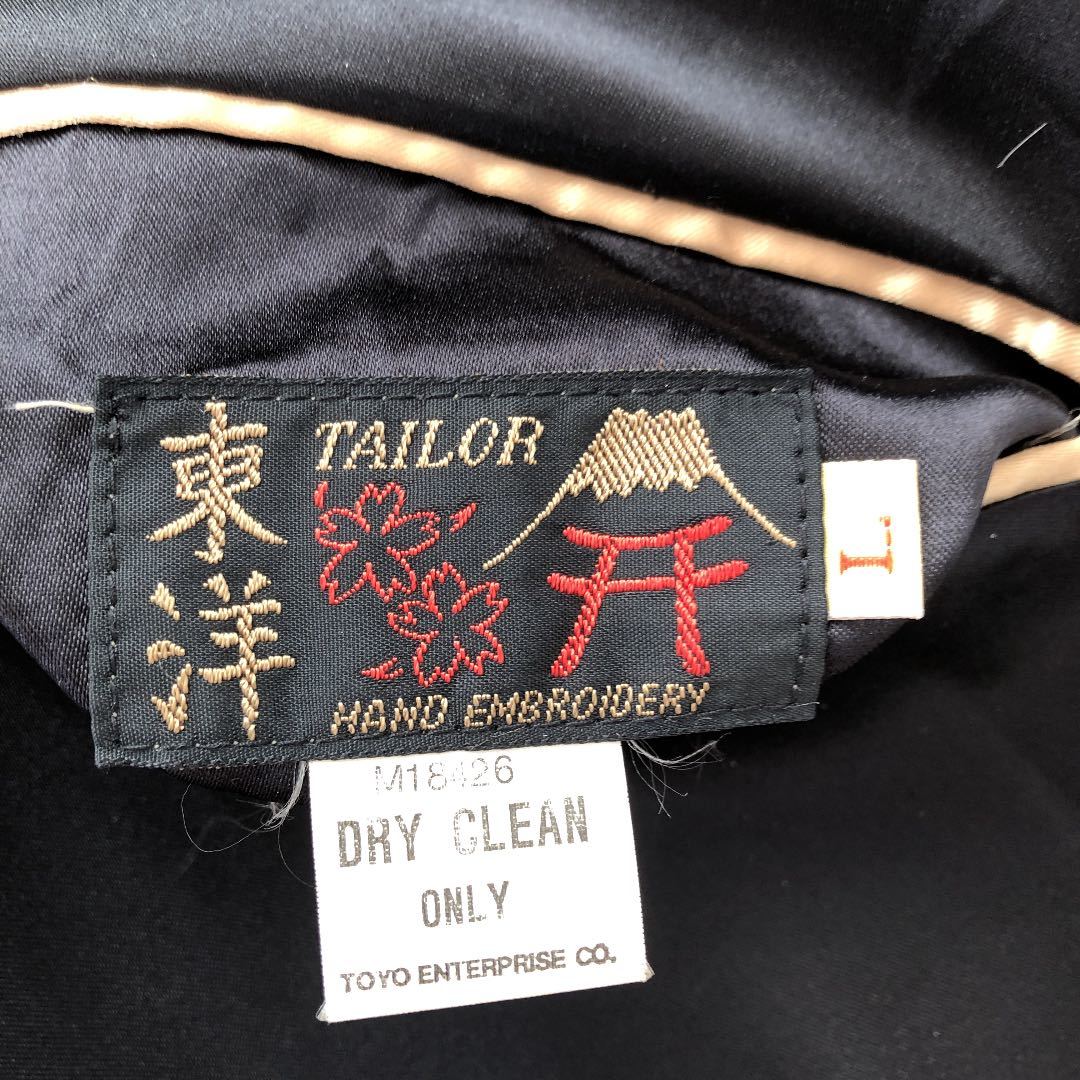 東洋
TAILOR
HAND EMBROIDERY
L.
M18426
DRY CLEAN
ONLY
TOYO ENTERPRISE CO.